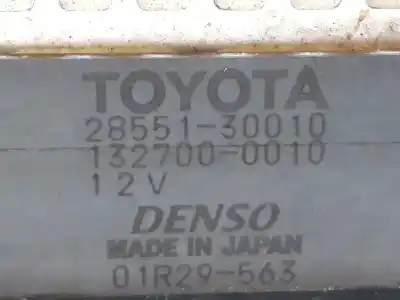 TOYOTA
28551-30010
132700-0010
12V
DENSO
MADE IN JAPAN
01R29-563